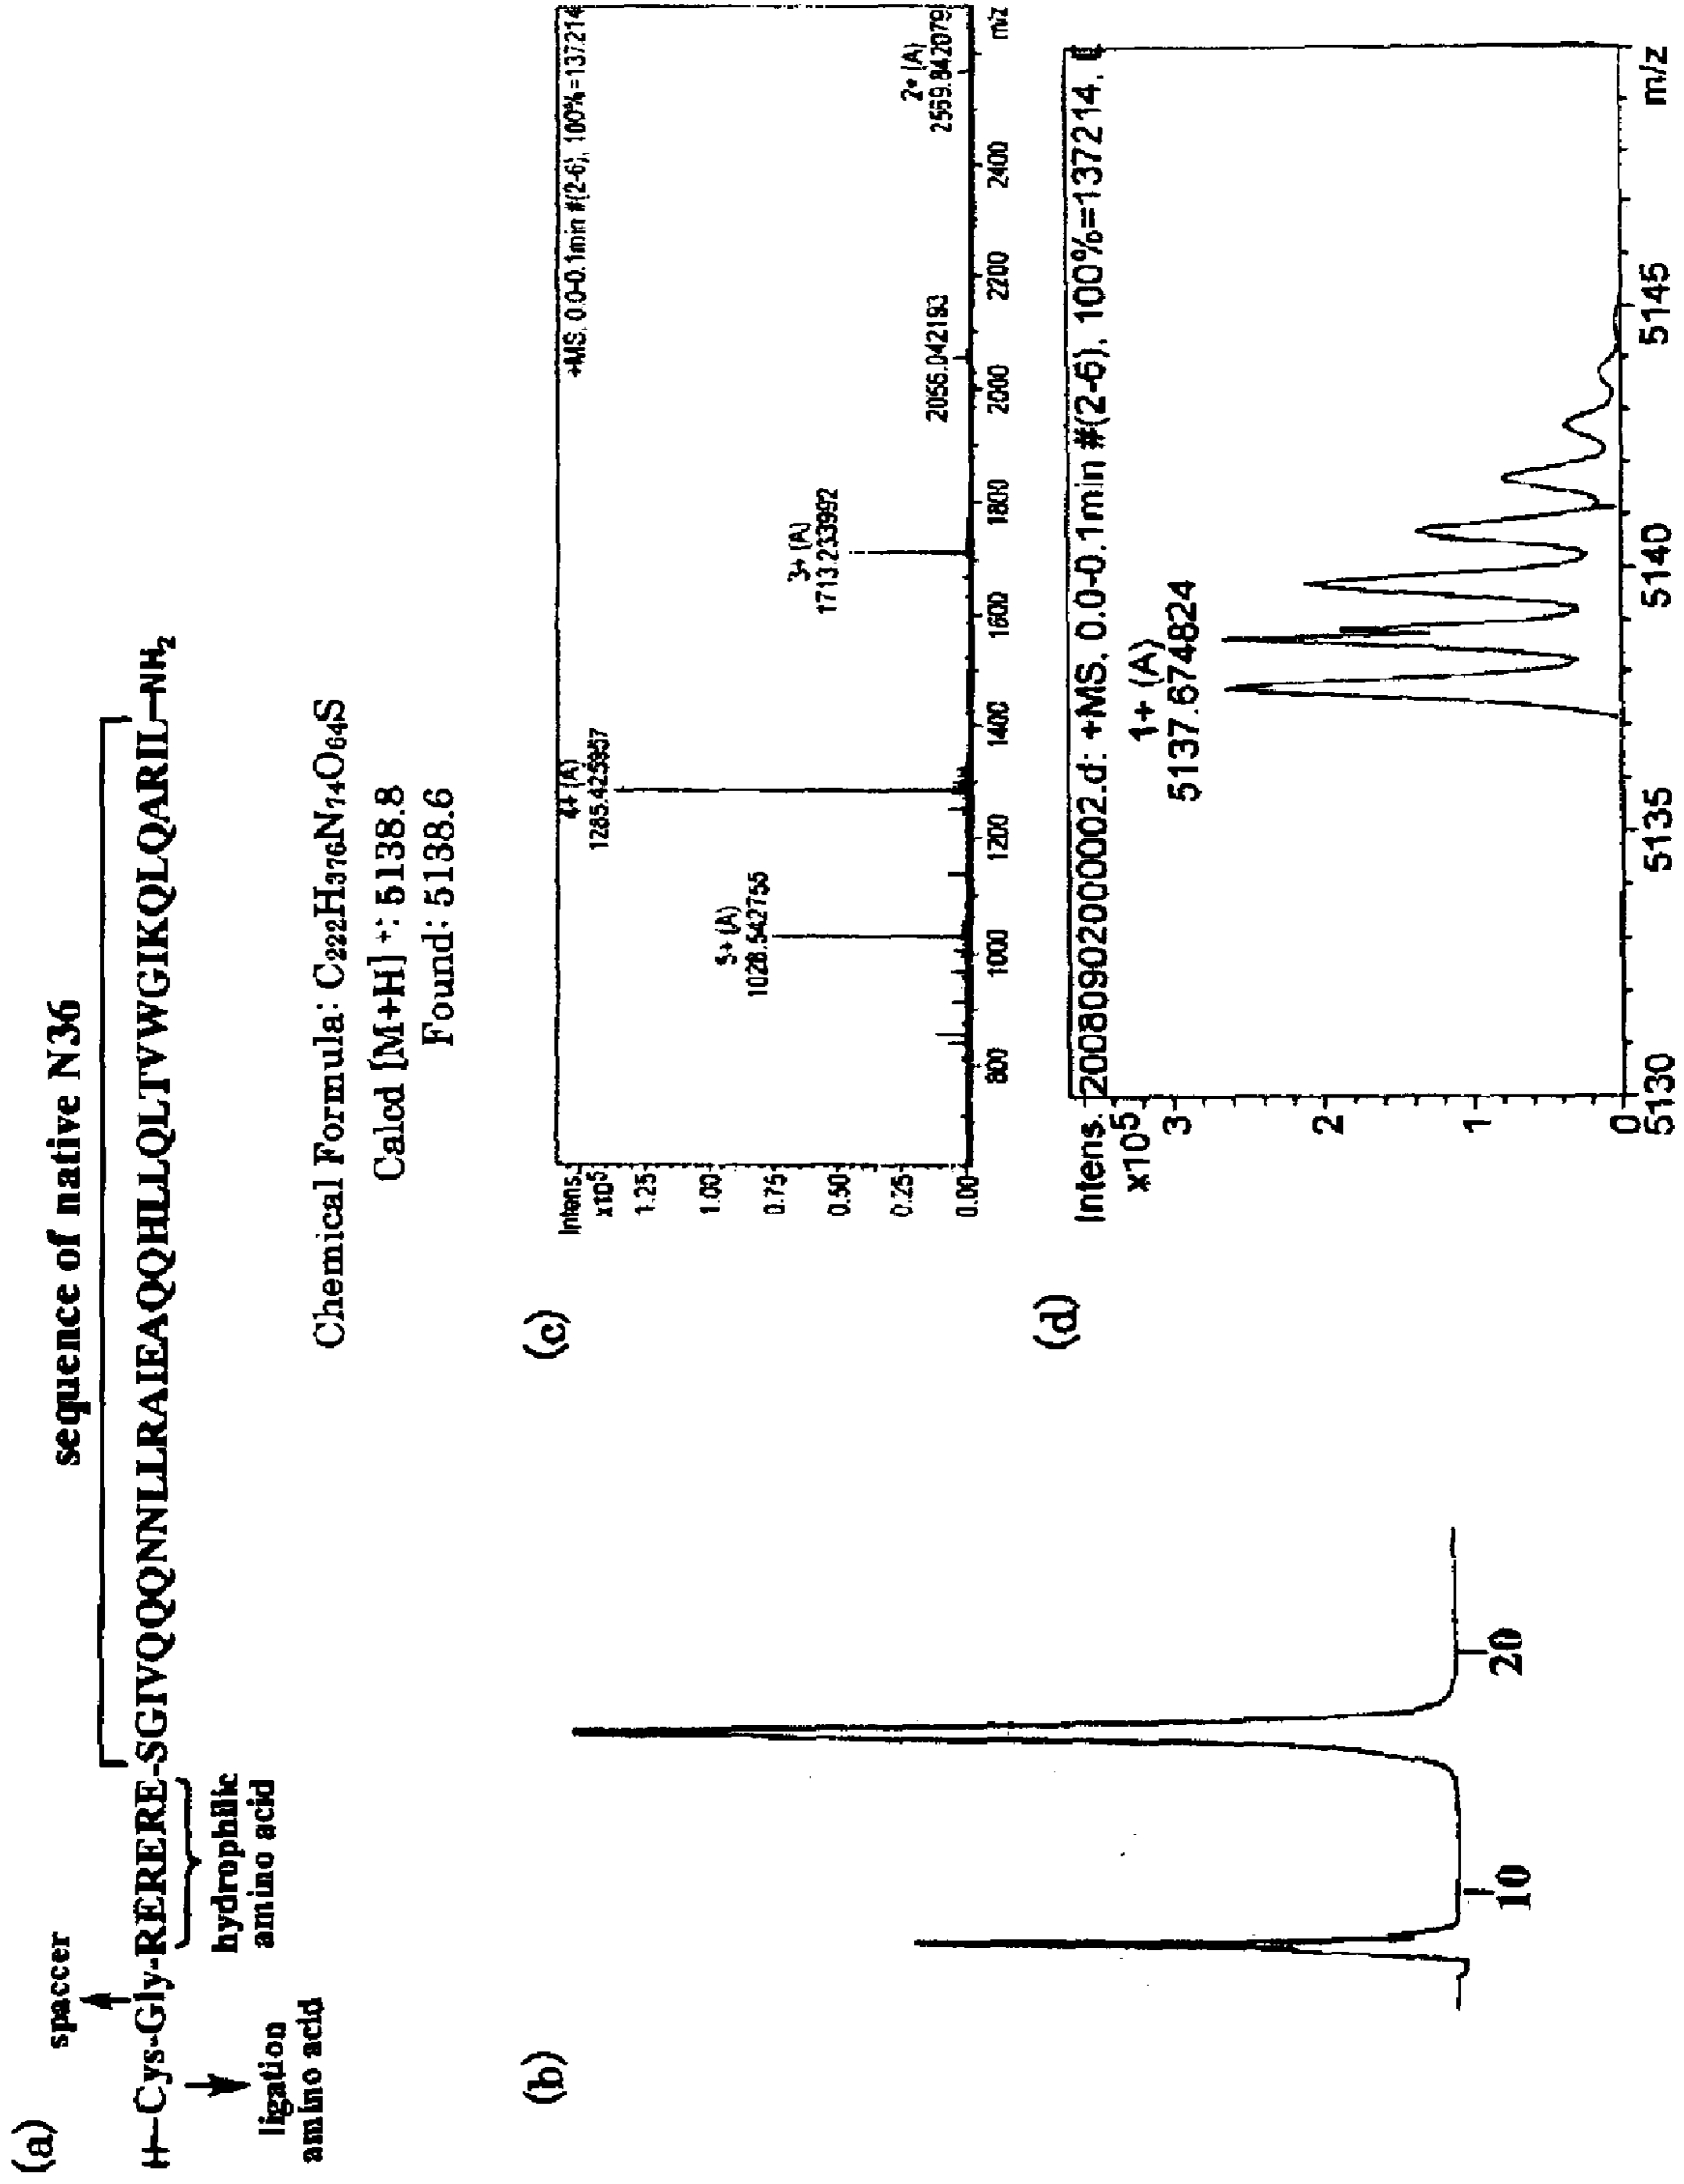 (a)
sequence of native N36
spaccer
H–Cys-Gly-RERERE-SGIVQQQNNLLRAIEAQQHLLQLTVWGIKQLQARIL–NH2
ligation
amino acid
hydrophilic
amino acid
Chemical Formula: C222H376N74O64S
Calcd [M+H]+: 5138.8
Found: 5138.6
(b)
10
20
(c)
Intens.
x10^5
+MS, 0.0-0.1min #(2-6), 100%=137214
1.25
1.00
0.75
0.50
0.25
0.00
5+ (A)
1028.542755
4+ (A)
3+ (A)
1713.233992
2056.042193
2+ (A)
2569.842079
800
1000
1200
1400
1600
1800
2000
2200
2400
m/z
(d)
Intens.
x10^5
20080902000002.d: +MS, 0.0-0.1min #(2-6), 100%=137214.
1+ (A)
5137.674824
3
2
1
0
5130
5135
5140
5145
m/z